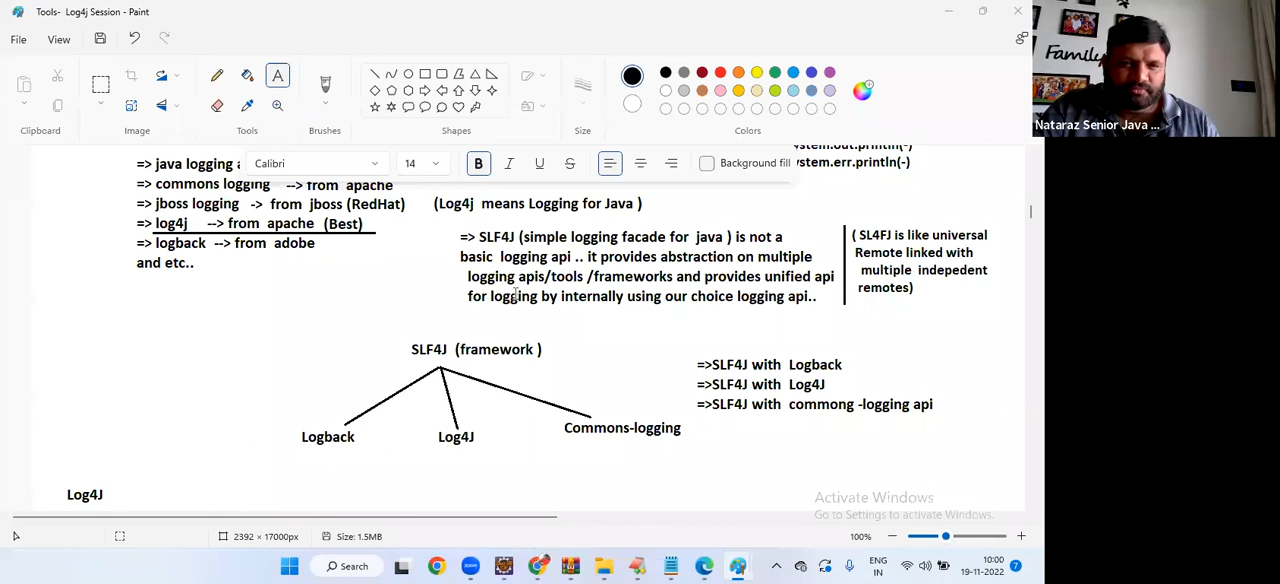 Tools- Log4j Session - Paint
File View
Clipboard Image Tools Brushes Shapes Size Colors
Calibri 14 B I U S Background fill
Family
Nataraz Senior Java ...
ystem.out.println(-)
ystem.err.println(-)
=> java logging a
=> commons logging --> from apache
=> jboss logging -> from jboss (RedHat) (Log4j means Logging for Java )
=> log4j --> from apache (Best)
=> logback --> from adobe
and etc..
=> SLF4J (simple logging facade for java ) is not a
basic logging api .. it provides abstraction on multiple
logging apis/tools /frameworks and provides unified api
for logging by internally using our choice logging api..
( SL4FJ is like universal
Remote linked with
multiple indepedent
remotes)
SLF4J (framework )
Logback Log4J Commons-logging
=>SLF4J with Logback
=>SLF4J with Log4J
=>SLF4J with commong -logging api
Log4J
Activate Windows
Go to Settings to activate Windows.
2392 × 17000px Size: 1.5MB 100%
Search ENG
IN 10:00
19-11-2022 7